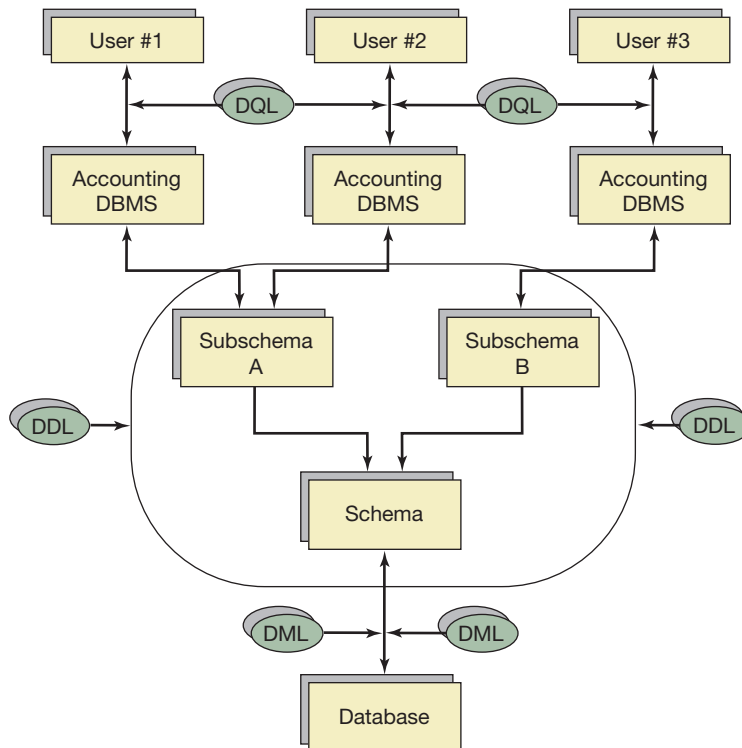 User #1
User #2
User #3
DQL
DQL
Accounting
DBMS
Accounting
DBMS
Accounting
DBMS
Subschema
A
Subschema
B
DDL
DDL
Schema
DML
DML
Database